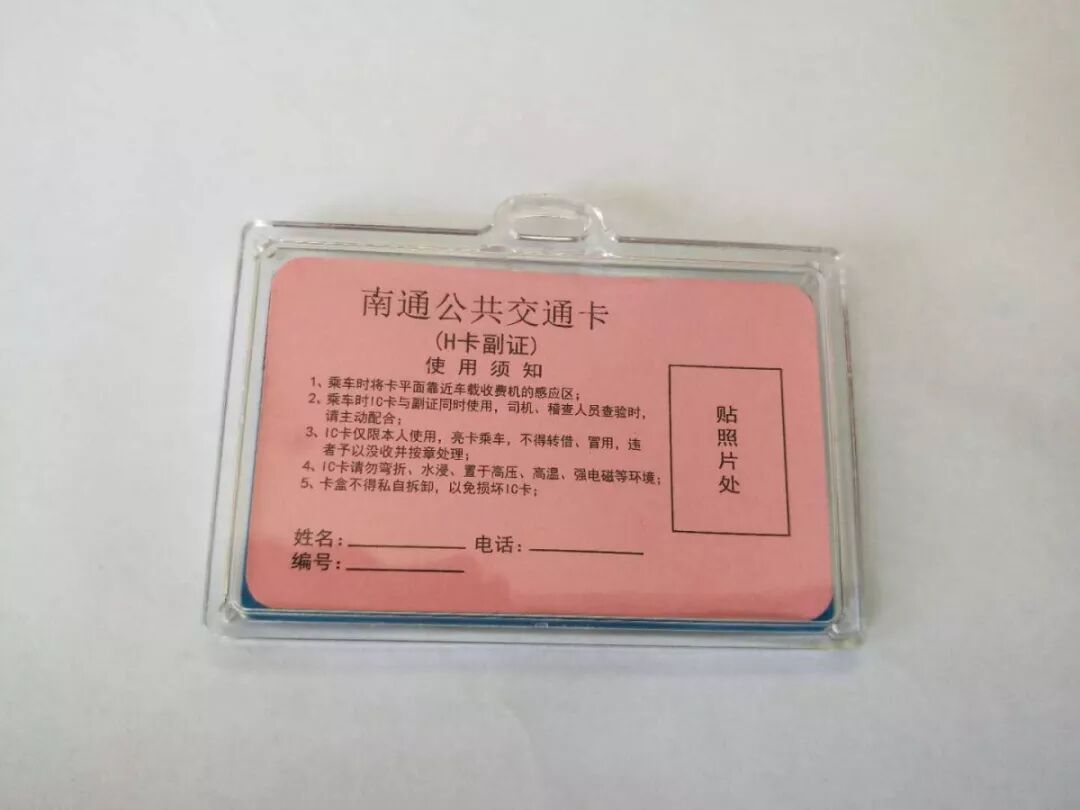 南通公共交通卡
(H卡副证)
使用须知
1、乘车时将卡平面靠近车载收费机的感应区；
2、乘车时IC卡与副证同时使用，司机、稽查人员查验时，
请主动配合；
3、IC卡仅限本人使用，亮卡乘车，不得转借、冒用，违
者予以没收并按章处理；
4、IC卡请勿弯折、水浸、置于高压、高温、强电磁等环境；
5、卡盒不得私自拆卸，以免损坏IC卡；
贴
照
片
处
姓名：__________ 电话：__________
编号：__________